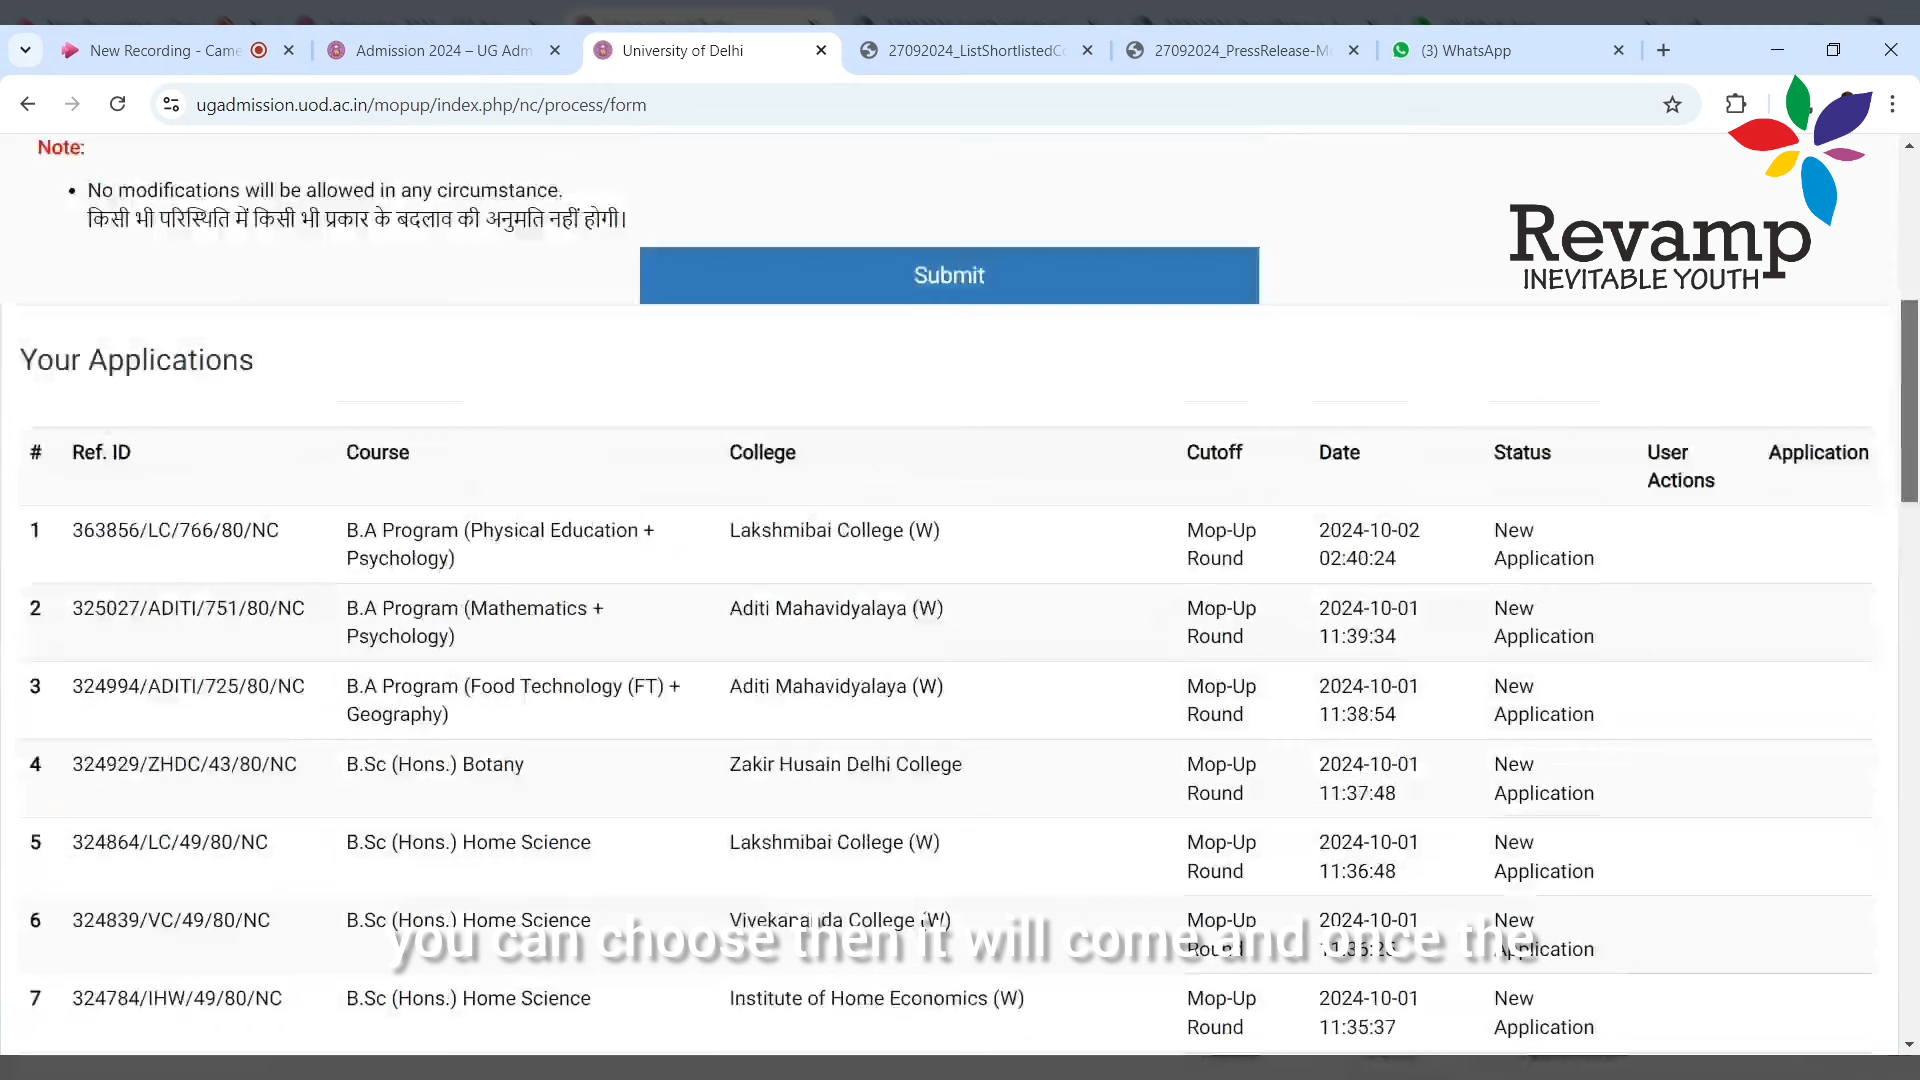 New Recording - Came
Admission 2024 – UG Adm
University of Delhi
27092024_ListShortlistedCo
27092024_PressRelease-Mo
(3) WhatsApp
ugadmission.uod.ac.in/mopup/index.php/nc/process/form
Note:
• No modifications will be allowed in any circumstance.
किसी भी परिस्थिति में किसी भी प्रकार के बदलाव की अनुमति नहीं होगी।
Revamp
INEVITABLE YOUTH
Submit
Your Applications
# Ref. ID Course College Cutoff Date Status User Actions Application
1 363856/LC/766/80/NC B.A Program (Physical Education + Lakshmibai College (W) Mop-Up 2024-10-02 New
Psychology) Round 02:40:24 Application
2 325027/ADITI/751/80/NC B.A Program (Mathematics + Aditi Mahavidyalaya (W) Mop-Up 2024-10-01 New
Psychology) Round 11:39:34 Application
3 324994/ADITI/725/80/NC B.A Program (Food Technology (FT) + Aditi Mahavidyalaya (W) Mop-Up 2024-10-01 New
Geography) Round 11:38:54 Application
4 324929/ZHDC/43/80/NC B.Sc (Hons.) Botany Zakir Husain Delhi College Mop-Up 2024-10-01 New
Round 11:37:48 Application
5 324864/LC/49/80/NC B.Sc (Hons.) Home Science Lakshmibai College (W) Mop-Up 2024-10-01 New
Round 11:36:48 Application
6 324839/VC/49/80/NC B.Sc (Hons.) Home Science Vivekananda College (W) Mop-Up 2024-10-01 New
Round Application
you can choose then it will come and once the
7 324784/IHW/49/80/NC B.Sc (Hons.) Home Science Institute of Home Economics (W) Mop-Up 2024-10-01 New
Round 11:35:37 Application